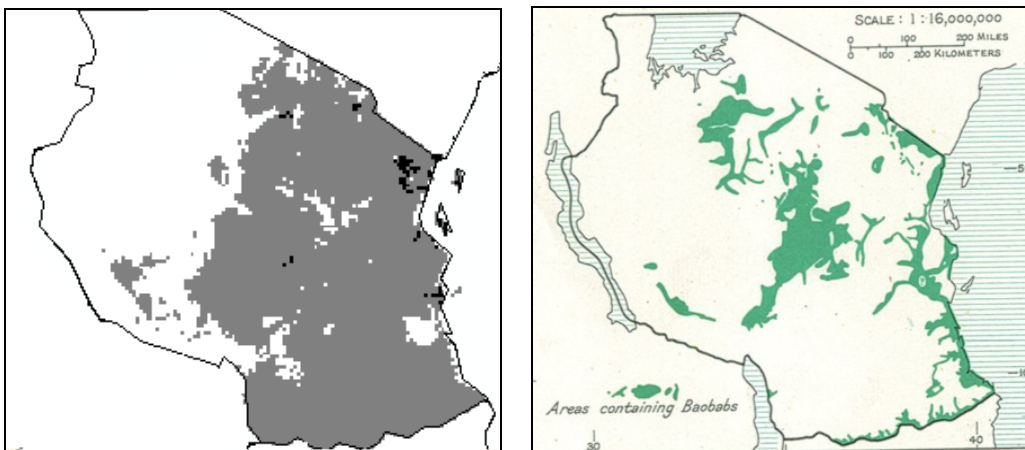 SCALE : 1 : 16,000,000
0 100 200 MILES
0 100 200 KILOMETERS
5
10
Areas containing Baobabs
30 40